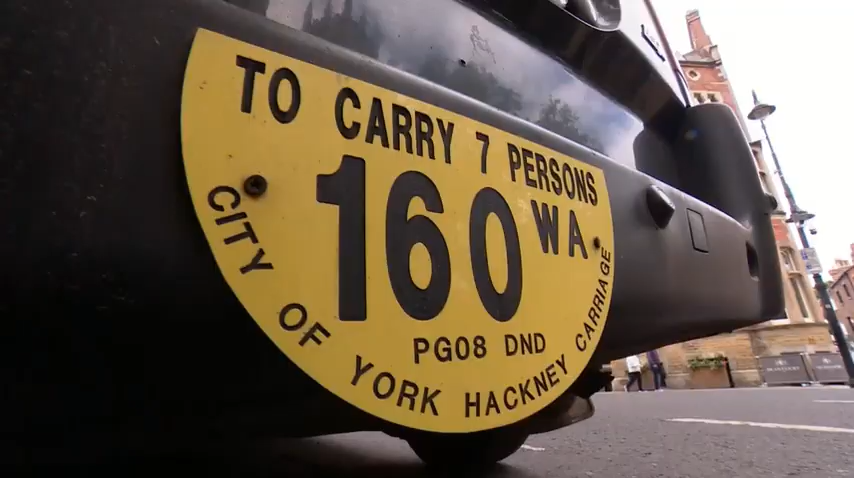 TO CARRY 7 PERSONS
160 WA
PG08 DND
CITY OF YORK HACKNEY CARRIAGE